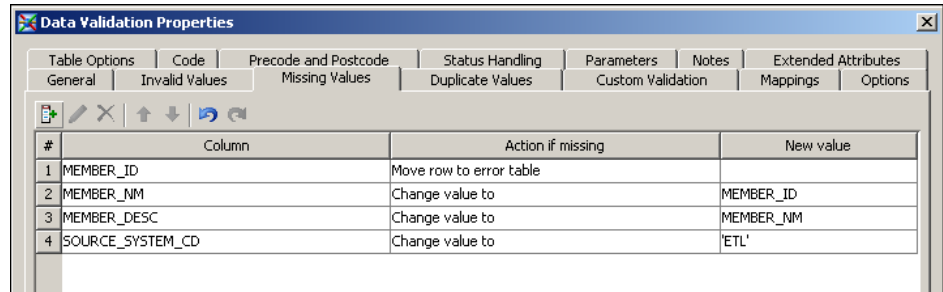 Data Validation Properties
Table Options Code Precode and Postcode Status Handling Parameters Notes Extended Attributes
General Invalid Values Missing Values Duplicate Values Custom Validation Mappings Options
# Column Action if missing New value
1 MEMBER_ID Move row to error table
2 MEMBER_NM Change value to MEMBER_ID
3 MEMBER_DESC Change value to MEMBER_NM
4 SOURCE_SYSTEM_CD Change value to 'ETL'